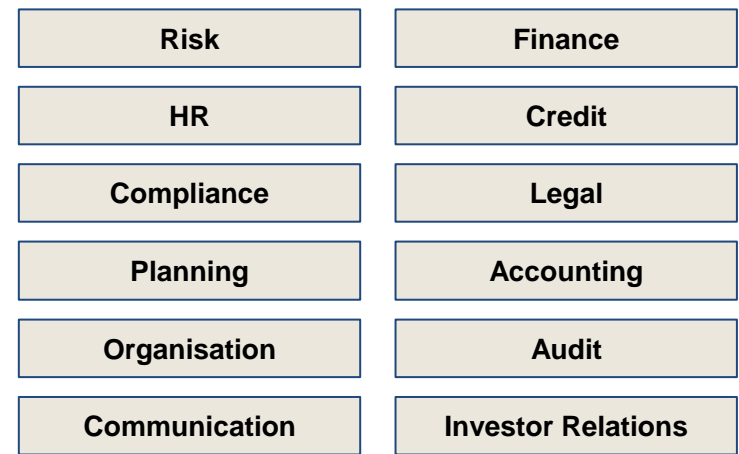 Risk
Finance
HR
Credit
Compliance
Legal
Planning
Accounting
Organisation
Audit
Communication
Investor Relations